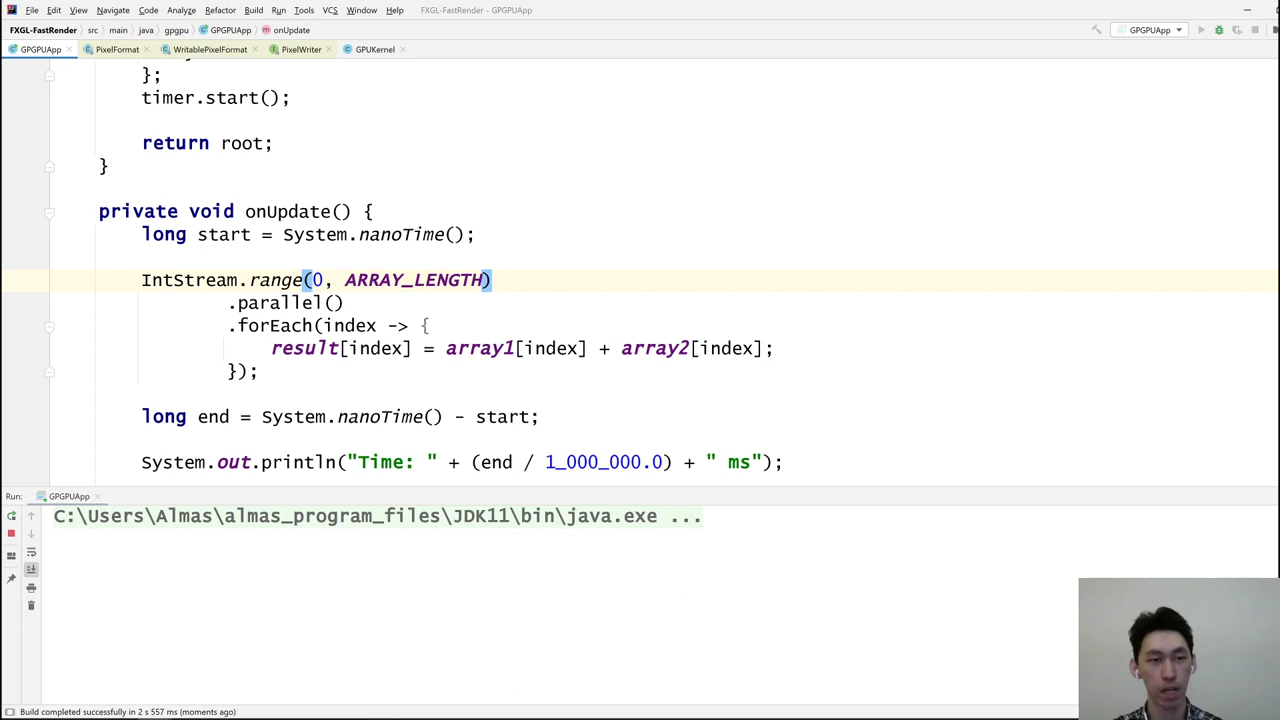 File Edit View Navigate Code Analyze Refactor Build Run Tools VCS Window Help FXGL-FastRender - GPGPUApp
FXGL-FastRender src main java gpgpu GPGPUApp onUpdate GPGPUApp
GPGPUApp PixelFormat WritablePixelFormat PixelWriter GPUKernel
};
timer.start();
return root;
}
private void onUpdate() {
long start = System.nanoTime();
IntStream.range(0, ARRAY_LENGTH)
.parallel()
.forEach(index -> {
result[index] = array1[index] + array2[index];
});
long end = System.nanoTime() - start;
System.out.println("Time: " + (end / 1_000_000.0) + " ms");
Run: GPGPUApp
C:\Users\Almas\almas_program_files\JDK11\bin\java.exe ...
Build completed successfully in 2 s 557 ms (moments ago)